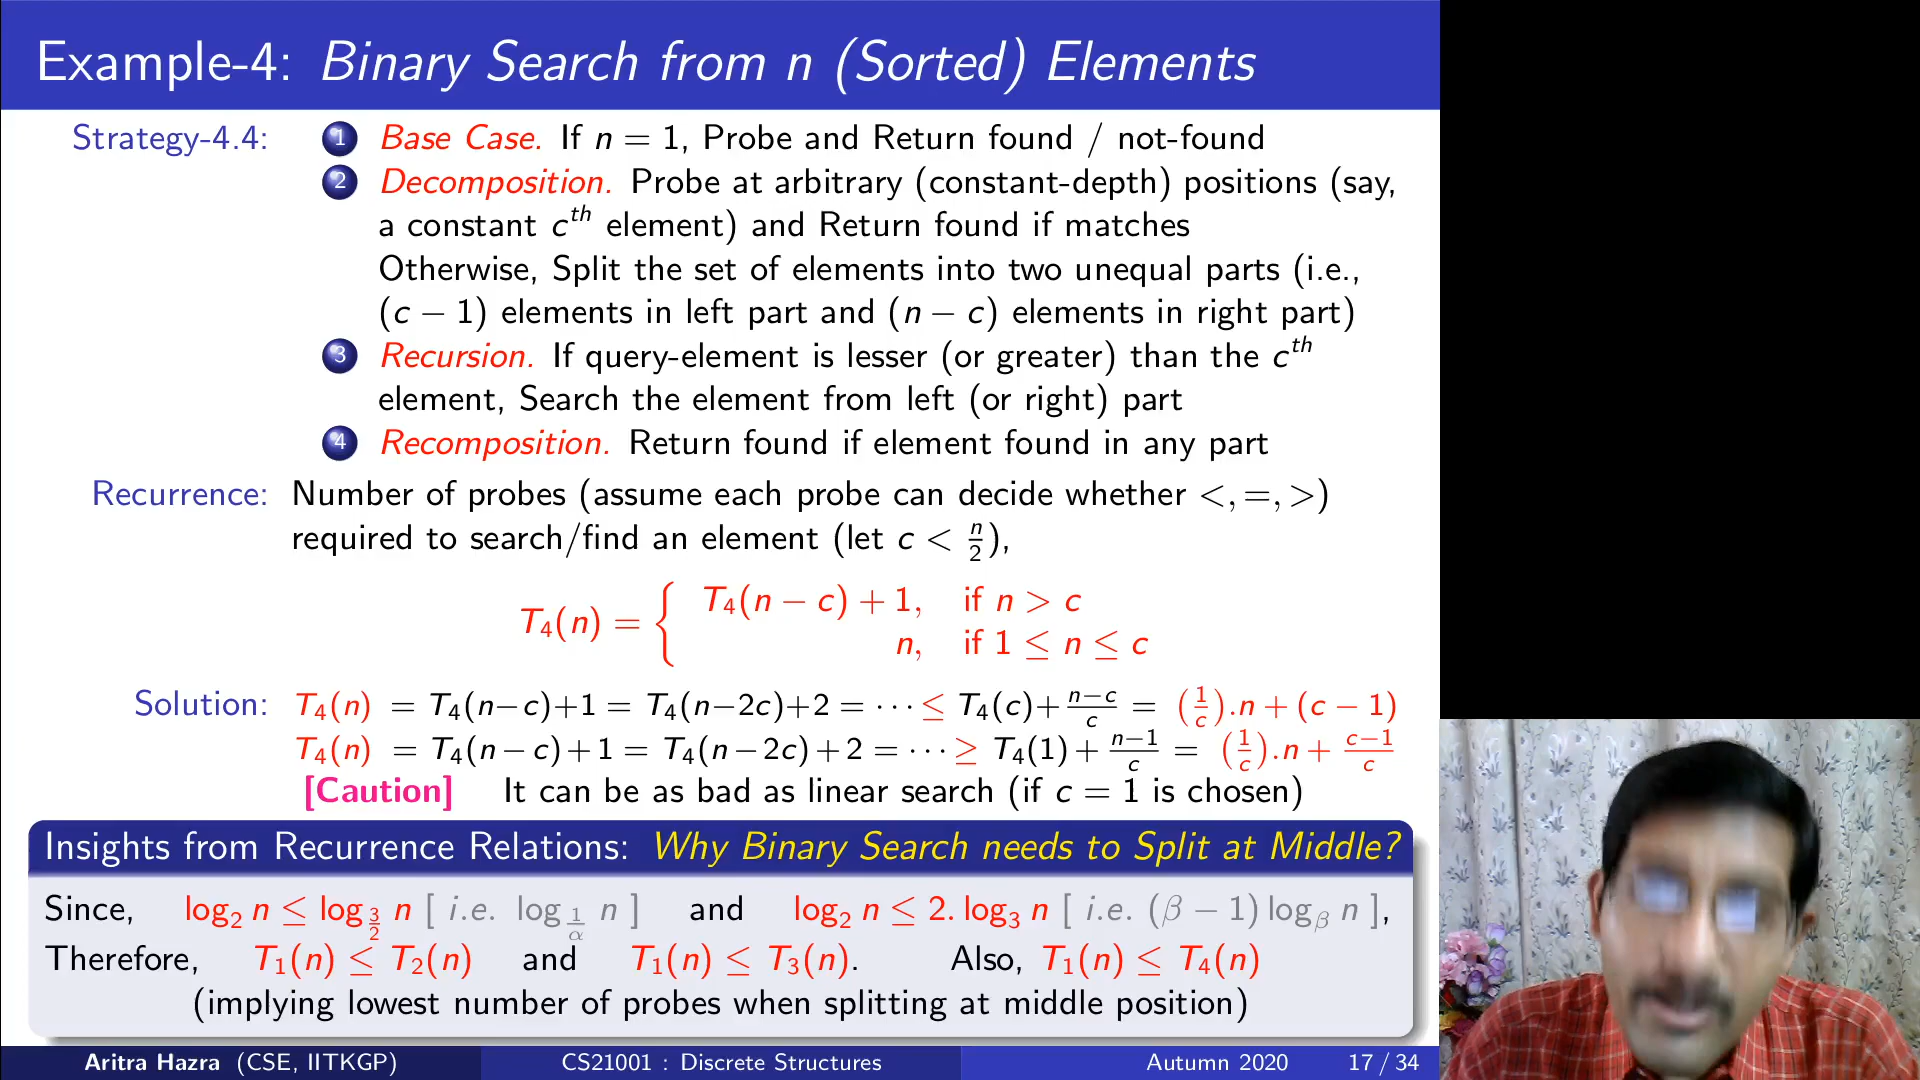 Example-4: Binary Search from n (Sorted) Elements
Strategy-4.4: 1 Base Case. If n = 1, Probe and Return found / not-found
2 Decomposition. Probe at arbitrary (constant-depth) positions (say,
a constant c^th element) and Return found if matches
Otherwise, Split the set of elements into two unequal parts (i.e.,
(c − 1) elements in left part and (n − c) elements in right part)
3 Recursion. If query-element is lesser (or greater) than the c^th
element, Search the element from left (or right) part
4 Recomposition. Return found if element found in any part
Recurrence: Number of probes (assume each probe can decide whether <, =, >)
required to search/find an element (let c < n/2),
T₄(n) = { T₄(n − c) + 1, if n > c
n, if 1 ≤ n ≤ c
Solution: T₄(n) = T₄(n−c)+1 = T₄(n−2c)+2 = ··· ≤ T₄(c)+ (n−c)/c = (1/c).n + (c − 1)
T₄(n) = T₄(n−c)+1 = T₄(n−2c)+2 = ··· ≥ T₄(1)+ (n−1)/c = (1/c).n + (c−1)/c
[Caution] It can be as bad as linear search (if c = 1 is chosen)
Insights from Recurrence Relations: Why Binary Search needs to Split at Middle?
Since, log₂ n ≤ log_{3/2} n [ i.e. log_{1/α} n ] and log₂ n ≤ 2. log₃ n [ i.e. (β − 1) log_β n ],
Therefore, T₁(n) ≤ T₂(n) and T₁(n) ≤ T₃(n). Also, T₁(n) ≤ T₄(n)
(implying lowest number of probes when splitting at middle position)
Aritra Hazra (CSE, IITKGP) CS21001 : Discrete Structures Autumn 2020 17 / 34